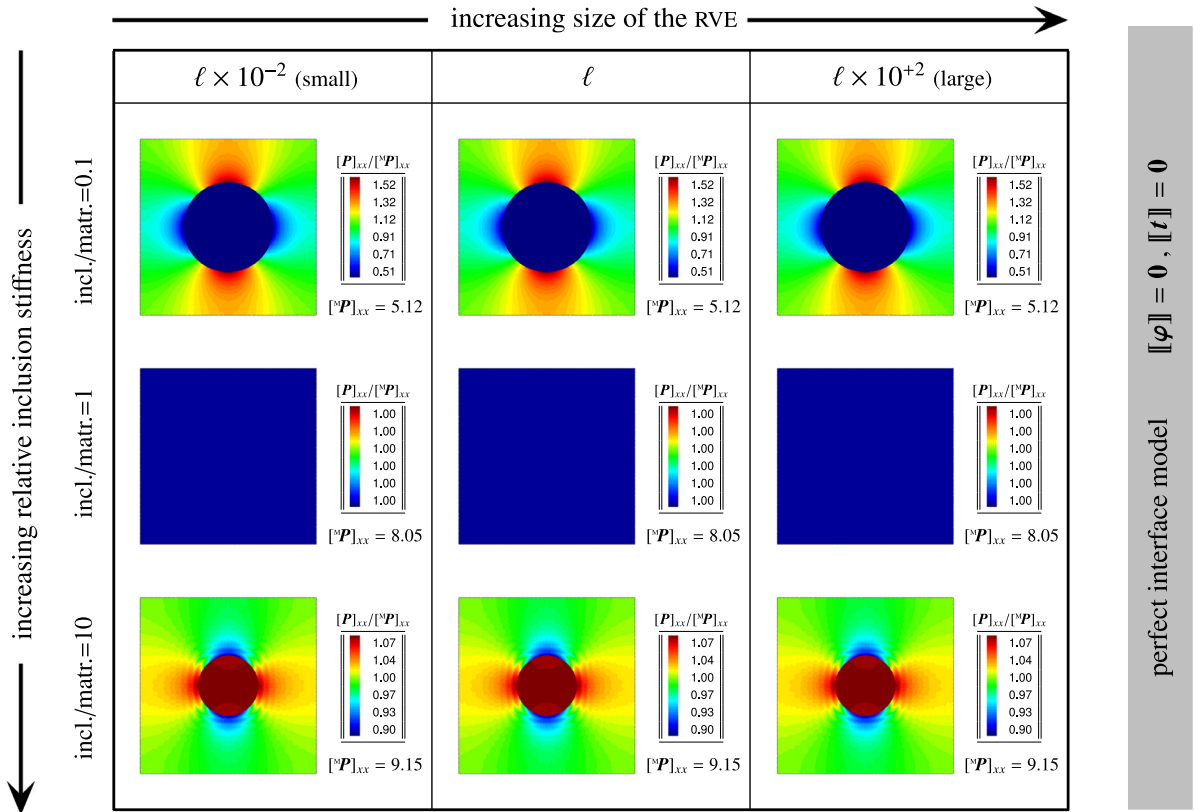 increasing size of the RVE
ℓ × 10⁻² (small)
ℓ
ℓ × 10⁺² (large)
increasing relative inclusion stiffness
incl./matr.=0.1
[P]xx/[ᴹP]xx
1.52
1.32
1.12
0.91
0.71
0.51
[ᴹP]xx = 5.12
[P]xx/[ᴹP]xx
1.52
1.32
1.12
0.91
0.71
0.51
[ᴹP]xx = 5.12
[P]xx/[ᴹP]xx
1.52
1.32
1.12
0.91
0.71
0.51
[ᴹP]xx = 5.12
incl./matr.=1
[P]xx/[ᴹP]xx
1.00
1.00
1.00
1.00
1.00
1.00
[ᴹP]xx = 8.05
[P]xx/[ᴹP]xx
1.00
1.00
1.00
1.00
1.00
1.00
[ᴹP]xx = 8.05
[P]xx/[ᴹP]xx
1.00
1.00
1.00
1.00
1.00
1.00
[ᴹP]xx = 8.05
incl./matr.=10
[P]xx/[ᴹP]xx
1.07
1.04
1.00
0.97
0.93
0.90
[ᴹP]xx = 9.15
[P]xx/[ᴹP]xx
1.07
1.04
1.00
0.97
0.93
0.90
[ᴹP]xx = 9.15
[P]xx/[ᴹP]xx
1.07
1.04
1.00
0.97
0.93
0.90
[ᴹP]xx = 9.15
perfect interface model ⟦φ⟧ = 0 , ⟦t⟧ = 0